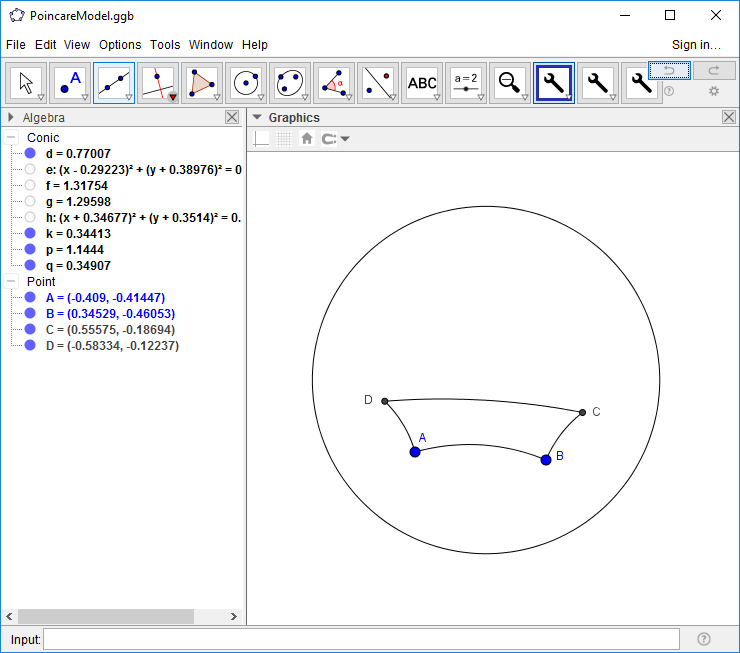 PoincareModel.ggb
File Edit View Options Tools Window Help Sign in...
A ABC a = 2
Algebra
Graphics
Conic
d = 0.77007
e: (x - 0.29223)² + (y + 0.38976)² = 0
f = 1.31754
g = 1.29598
h: (x + 0.34677)² + (y + 0.3514)² = 0.
k = 0.34413
p = 1.1444
q = 0.34907
Point
A = (-0.409, -0.41447)
B = (0.34529, -0.46053)
C = (0.55575, -0.18694)
D = (-0.58334, -0.12237)
D
C
A
B
Input: